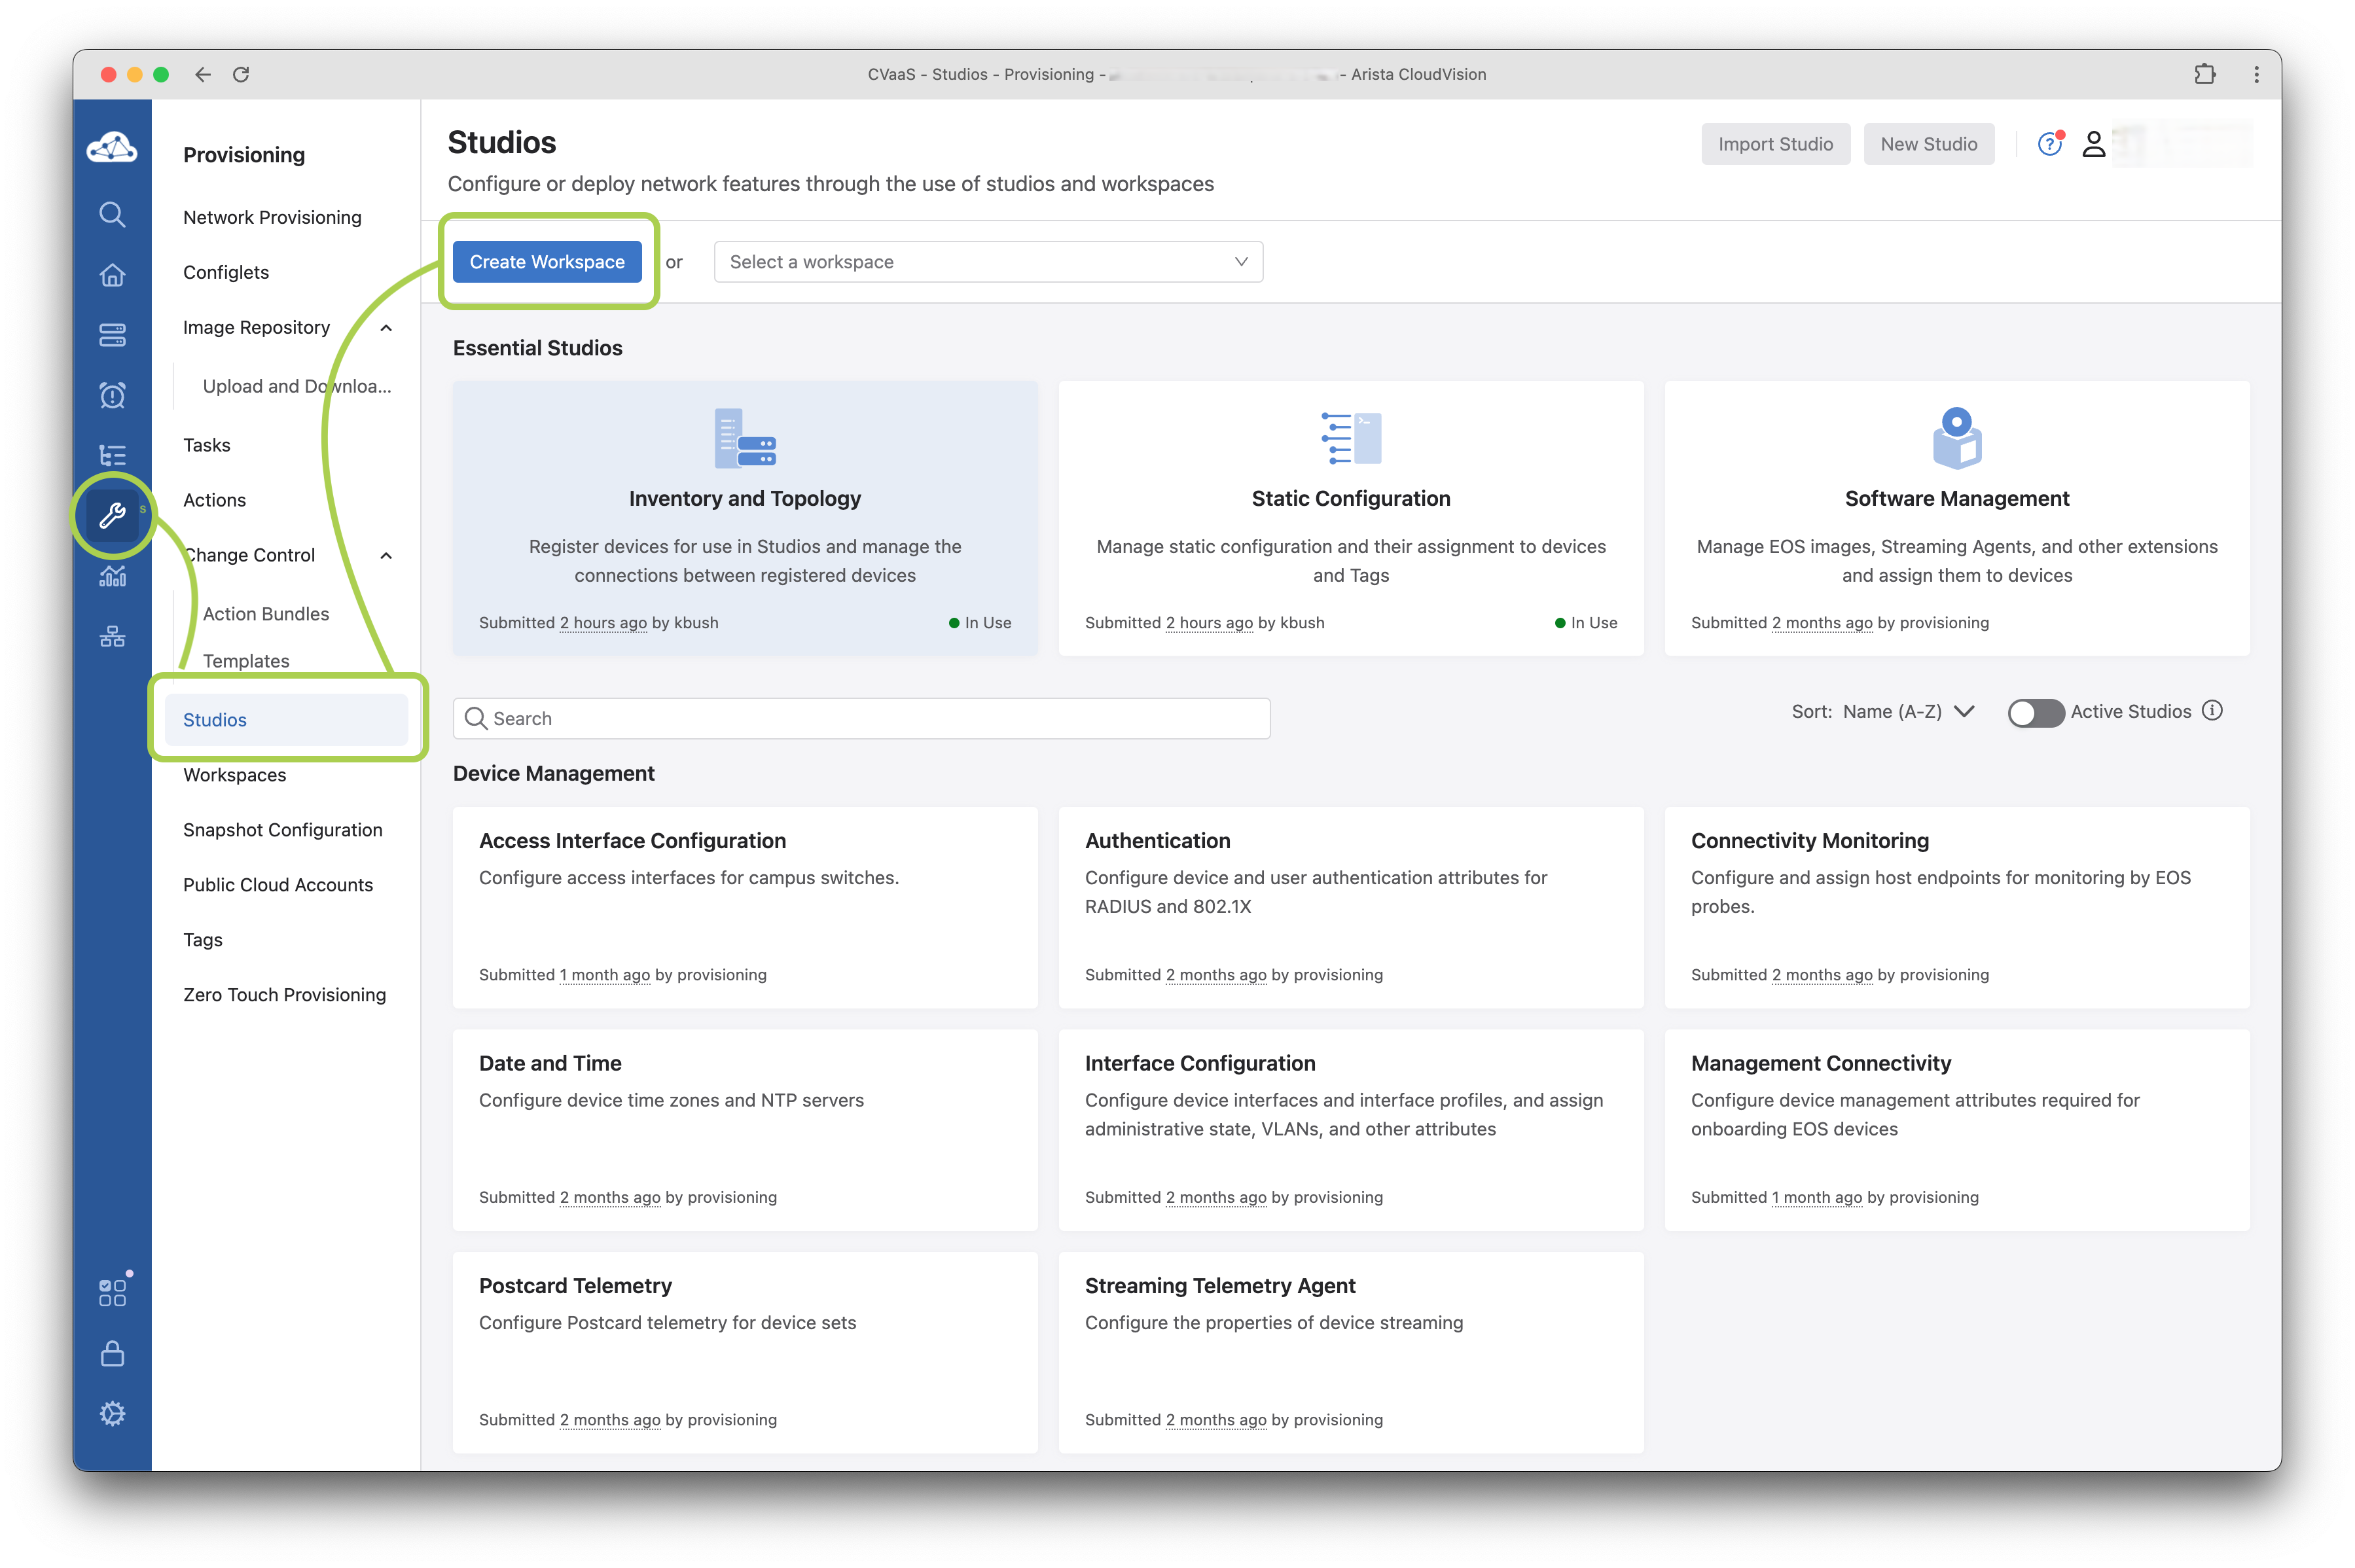 CVaaS - Studios - Provisioning - - Arista CloudVision
Provisioning
Network Provisioning
Configlets
Image Repository
Upload and Downloa...
Tasks
Actions
Change Control
Action Bundles
Templates
Studios
Workspaces
Snapshot Configuration
Public Cloud Accounts
Tags
Zero Touch Provisioning
s
Studios
Configure or deploy network features through the use of studios and workspaces
Import Studio
New Studio
?
Create Workspace
or
Select a workspace
Essential Studios
Inventory and Topology
Register devices for use in Studios and manage the
connections between registered devices
Submitted 2 hours ago by kbush
In Use
Static Configuration
Manage static configuration and their assignment to devices
and Tags
Submitted 2 hours ago by kbush
In Use
Software Management
Manage EOS images, Streaming Agents, and other extensions
and assign them to devices
Submitted 2 months ago by provisioning
Search
Sort: Name (A-Z)
Active Studios
Device Management
Access Interface Configuration
Configure access interfaces for campus switches.
Submitted 1 month ago by provisioning
Authentication
Configure device and user authentication attributes for
RADIUS and 802.1X
Submitted 2 months ago by provisioning
Connectivity Monitoring
Configure and assign host endpoints for monitoring by EOS
probes.
Submitted 2 months ago by provisioning
Date and Time
Configure device time zones and NTP servers
Submitted 2 months ago by provisioning
Interface Configuration
Configure device interfaces and interface profiles, and assign
administrative state, VLANs, and other attributes
Submitted 2 months ago by provisioning
Management Connectivity
Configure device management attributes required for
onboarding EOS devices
Submitted 1 month ago by provisioning
Postcard Telemetry
Configure Postcard telemetry for device sets
Submitted 2 months ago by provisioning
Streaming Telemetry Agent
Configure the properties of device streaming
Submitted 2 months ago by provisioning